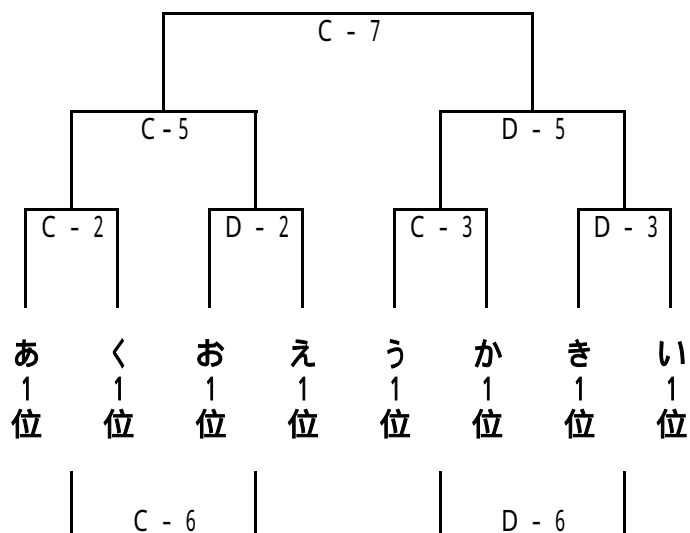 C - 7
C-5 D - 5
C - 2 D - 2 C - 3 D - 3
あ1位 く1位 お1位 え1位 う1位 か1位 き1位 い1位
C - 6 D - 6